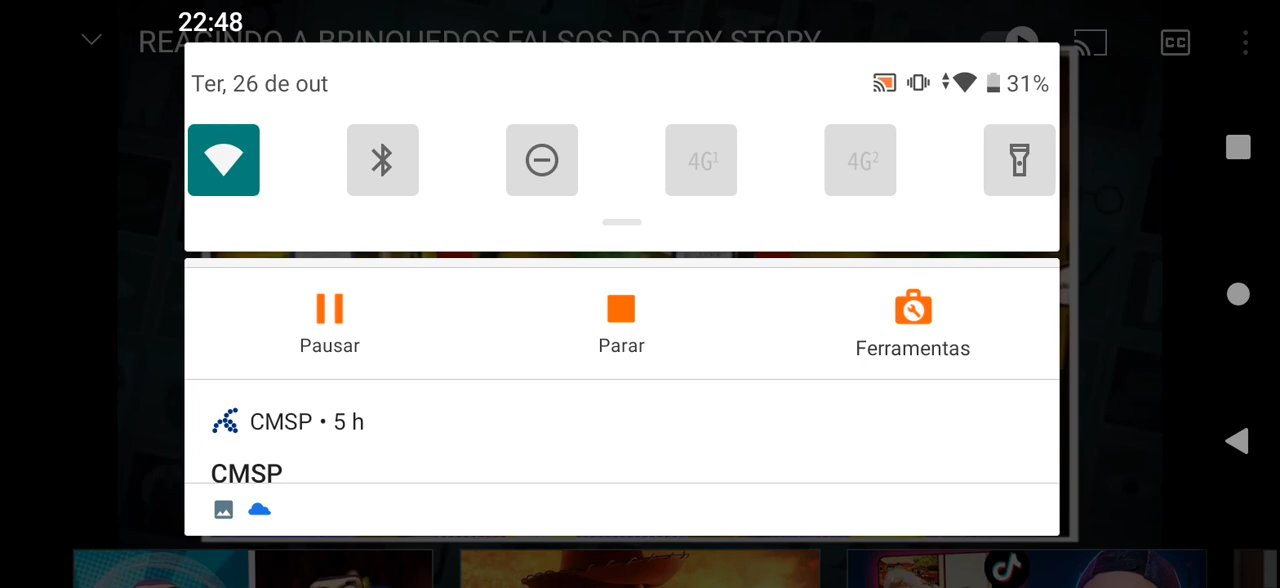 22:48
REAGINDO A BRINQUEDOS FALSOS DO TOY STORY
CC
Ter, 26 de out
31%
4G¹
4G²
Pausar
Parar
Ferramentas
CMSP • 5 h
CMSP